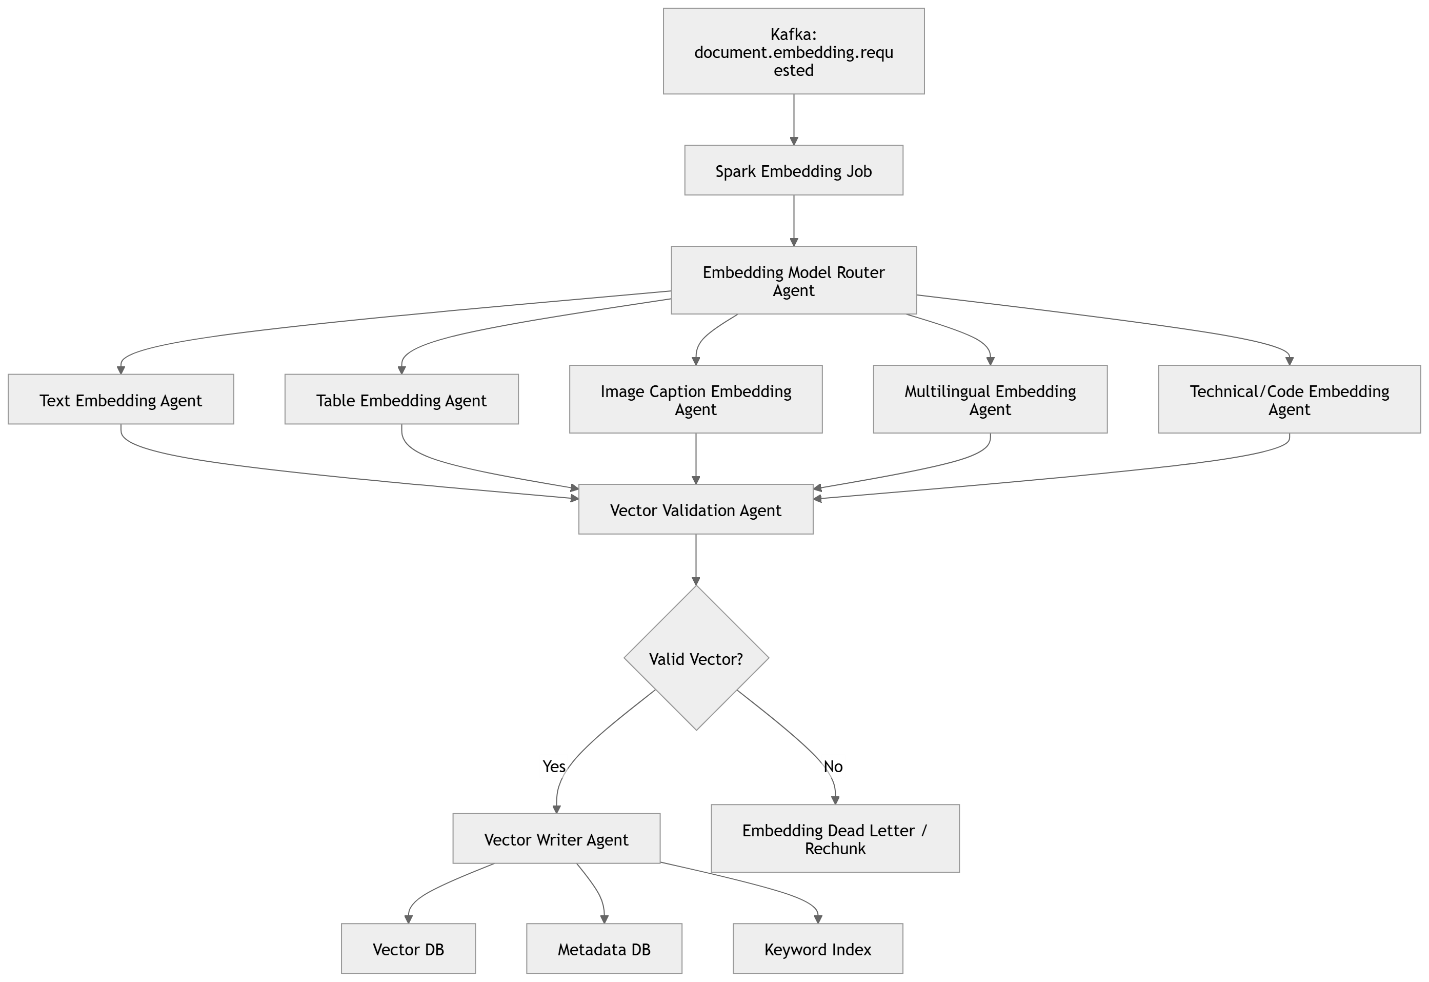 Kafka:
document.embedding.requ
ested
Spark Embedding Job
Embedding Model Router
Agent
Text Embedding Agent
Table Embedding Agent
Image Caption Embedding
Agent
Multilingual Embedding
Agent
Technical/Code Embedding
Agent
Vector Validation Agent
Valid Vector?
Yes
No
Vector Writer Agent
Embedding Dead Letter /
Rechunk
Vector DB
Metadata DB
Keyword Index